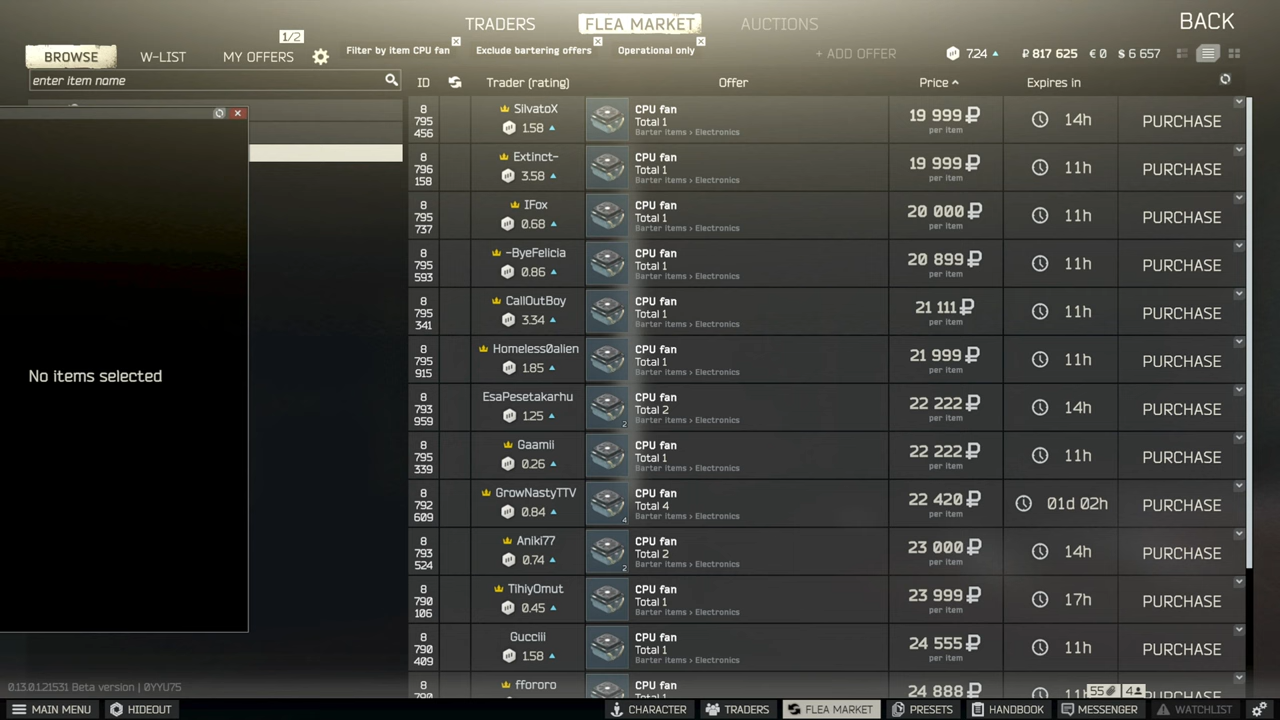 TRADERS FLEA MARKET AUCTIONS BACK
1/2
BROWSE W-LIST MY OFFERS Filter by item CPU fan Exclude bartering offers Operational only + ADD OFFER 7.24 ₽ 817 625 € 0 $ 6 657
enter item name
ID Trader (rating) Offer Price Expires in
8 795 456 SilvatoX 1.58 CPU fan Total 1 Barter items > Electronics 19 999 ₽ per item 14h PURCHASE
8 796 158 Extinct- 3.58 CPU fan Total 1 Barter items > Electronics 19 999 ₽ per item 11h PURCHASE
8 795 737 IFox 0.68 CPU fan Total 1 Barter items > Electronics 20 000 ₽ per item 11h PURCHASE
8 795 593 -ByeFelicia 0.86 CPU fan Total 1 Barter items > Electronics 20 899 ₽ per item 11h PURCHASE
8 795 341 CallOutBoy 3.34 CPU fan Total 1 Barter items > Electronics 21 111 ₽ per item 11h PURCHASE
8 795 915 Homeless0alien 1.85 CPU fan Total 1 Barter items > Electronics 21 999 ₽ per item 11h PURCHASE
No items selected
8 793 959 EsaPesetakarhu 1.25 2 CPU fan Total 2 Barter items > Electronics 22 222 ₽ per item 14h PURCHASE
8 795 339 Gaamii 0.26 CPU fan Total 1 Barter items > Electronics 22 222 ₽ per item 11h PURCHASE
8 792 609 GrowNastyTTV 0.84 4 CPU fan Total 4 Barter items > Electronics 22 420 ₽ per item 01d 02h PURCHASE
8 793 524 Aniki77 0.74 2 CPU fan Total 2 Barter items > Electronics 23 000 ₽ per item 14h PURCHASE
8 790 106 TihiyOmut 0.45 CPU fan Total 1 Barter items > Electronics 23 999 ₽ per item 17h PURCHASE
8 790 409 Gucciii 1.58 CPU fan Total 1 Barter items > Electronics 24 555 ₽ per item 11h PURCHASE
8 ffororo CPU fan Total 1 24 888 ₽ PURCHASE
0.13.0.1.21531 Beta version | 0YYU75
55 4
MAIN MENU HIDEOUT CHARACTER TRADERS FLEA MARKET PRESETS HANDBOOK MESSENGER WATCHLIST